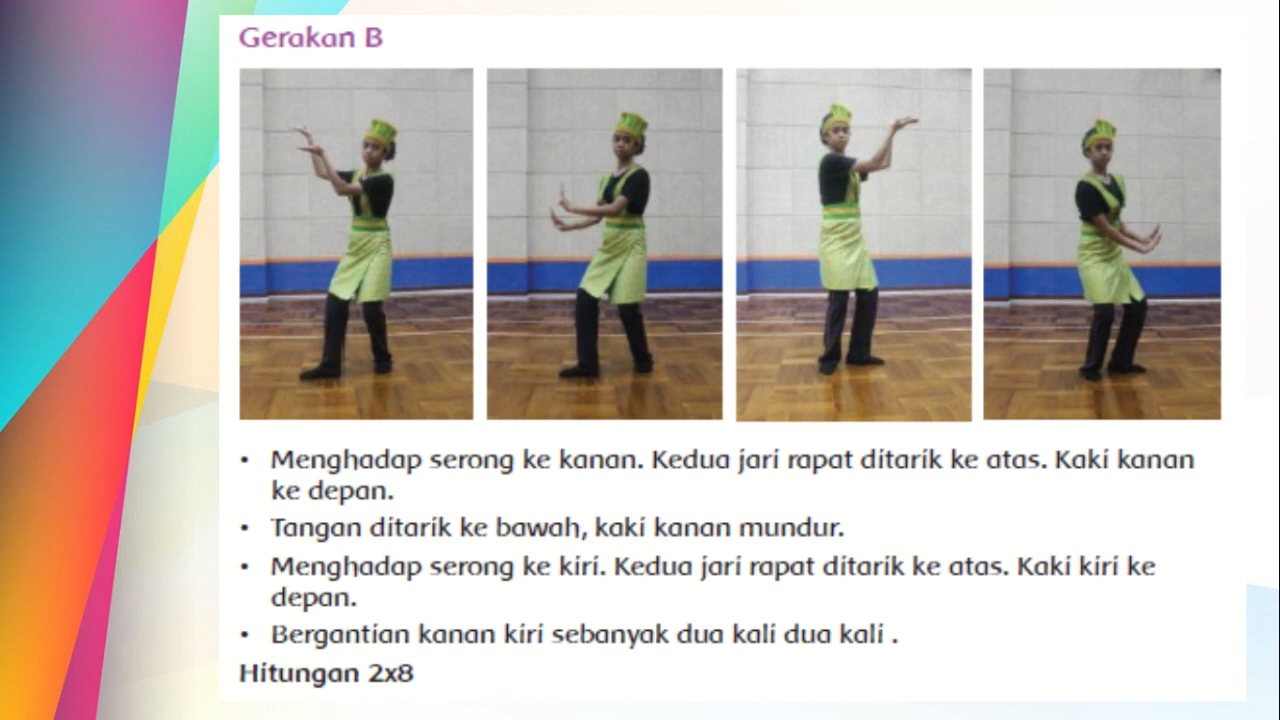 Gerakan B
• Menghadap serong ke kanan. Kedua jari rapat ditarik ke atas. Kaki kanan
ke depan.
• Tangan ditarik ke bawah, kaki kanan mundur.
• Menghadap serong ke kiri. Kedua jari rapat ditarik ke atas. Kaki kiri ke
depan.
• Bergantian kanan kiri sebanyak dua kali dua kali .
Hitungan 2x8